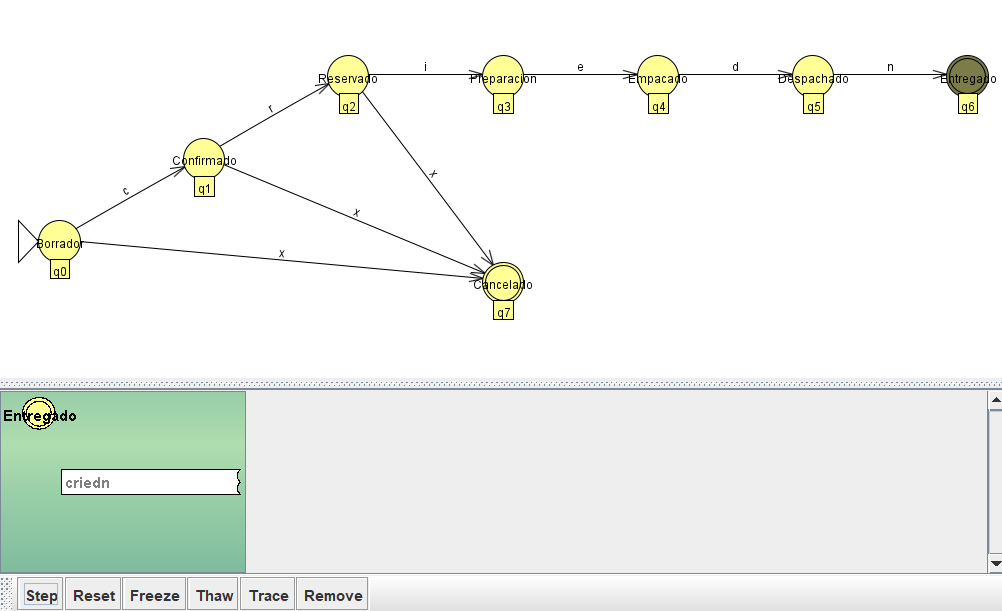 Reservado i Preparación e Empacado d Despachado n Entregado
q2 q3 q4 q5 q6
r
Confirmado
q1
x
c
x
Borrador
q0
x
Cancelado
q7
Entregado
criedn
Step Reset Freeze Thaw Trace Remove